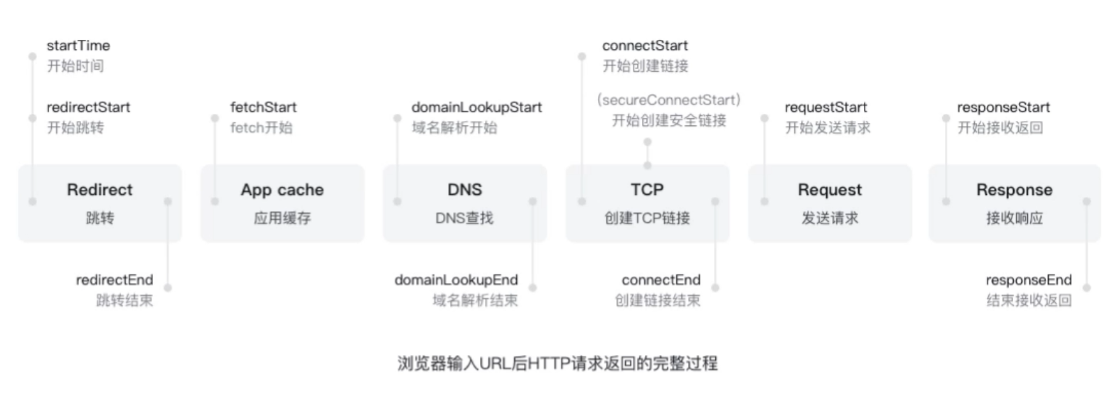 startTime
开始时间
redirectStart
开始跳转
fetchStart
fetch开始
domainLookupStart
域名解析开始
connectStart
开始创建链接
(secureConnectStart)
开始创建安全链接
requestStart
开始发送请求
responseStart
开始接收返回
Redirect
跳转
App cache
应用缓存
DNS
DNS查找
TCP
创建TCP链接
Request
发送请求
Response
接收响应
redirectEnd
跳转结束
domainLookupEnd
域名解析结束
connectEnd
创建链接结束
responseEnd
结束接收返回
浏览器输入URL后HTTP请求返回的完整过程